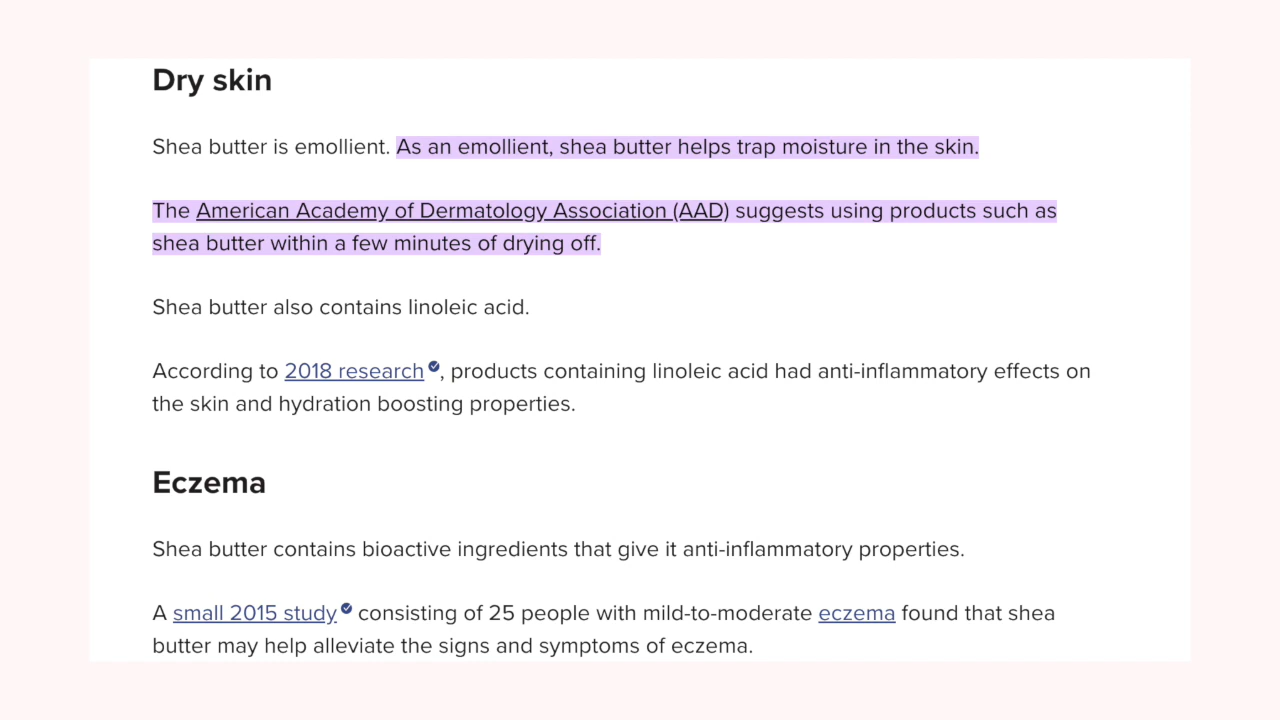 Dry skin
Shea butter is emollient. As an emollient, shea butter helps trap moisture in the skin.
The American Academy of Dermatology Association (AAD) suggests using products such as
shea butter within a few minutes of drying off.
Shea butter also contains linoleic acid.
According to 2018 research, products containing linoleic acid had anti-inflammatory effects on
the skin and hydration boosting properties.
Eczema
Shea butter contains bioactive ingredients that give it anti-inflammatory properties.
A small 2015 study consisting of 25 people with mild-to-moderate eczema found that shea
butter may help alleviate the signs and symptoms of eczema.